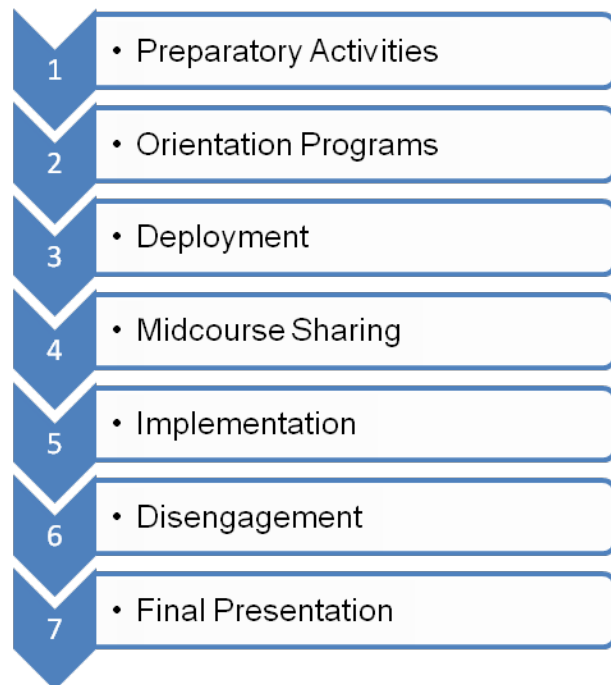 1 • Preparatory Activities
2 • Orientation Programs
3 • Deployment
4 • Midcourse Sharing
5 • Implementation
6 • Disengagement
7 • Final Presentation